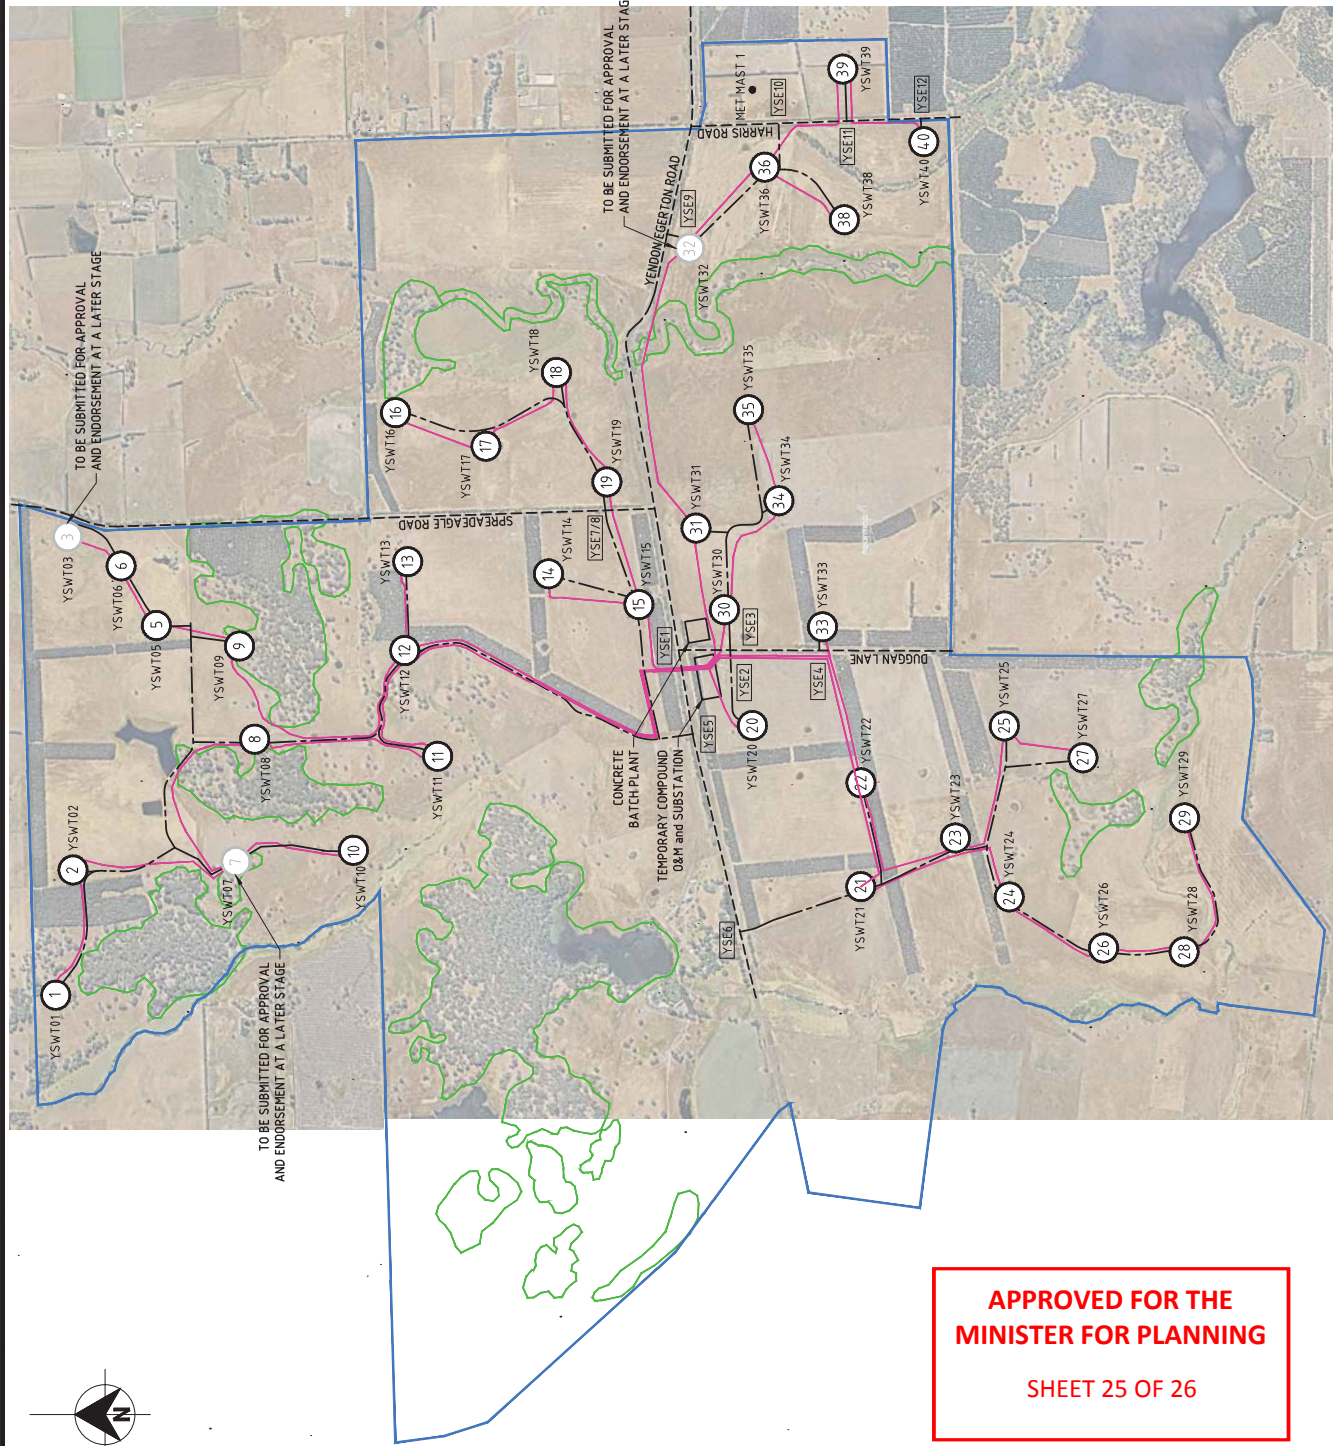 TO BE SUBMITTED FOR APPROVAL
AND ENDORSEMENT AT A LATER STAGE
TO BE SUBMITTED FOR APPROVAL
AND ENDORSEMENT AT A LATER STAG
TO BE SUBMITTED FOR APPROVAL
AND ENDORSEMENT AT A LATER STAGE
1
YSWT01
2
YSWT02
3
YSWT03
5
YSWT05
6
YSWT06
7
YSWT07
8
YSWT08
9
YSWT09
10
YSWT10
11
YSWT11
12
YSWT12
13
YSWT13
14
YSWT14
15
YSWT15
16
YSWT16
17
YSWT17
18
YSWT18
19
YSWT19
20
YSWT20
21
YSWT21
22
YSWT22
23
YSWT23
24
YSWT24
25
YSWT25
26
YSWT26
27
YSWT27
28
YSWT28
29
YSWT29
30
YSWT30
31
YSWT31
32
YSWT32
33
YSWT33
34
YSWT34
35
YSWT35
36
YSWT36
38
YSWT38
39
YSWT39
40
YSWT40
YSE1
YSE2
YSE3
YSE4
YSE5
YSE6
YSE7/8
YSE9
YSE10
YSE11
YSE12
MET MAST 1
HARRIS ROAD
YENDON EGERTON ROAD
SPREADEAGLE ROAD
DUGGAN LANE
CONCRETE
BATCH PLANT
TEMPORARY COMPOUND
O&M and SUBSTATION
N
APPROVED FOR THE
MINISTER FOR PLANNING
SHEET 25 OF 26